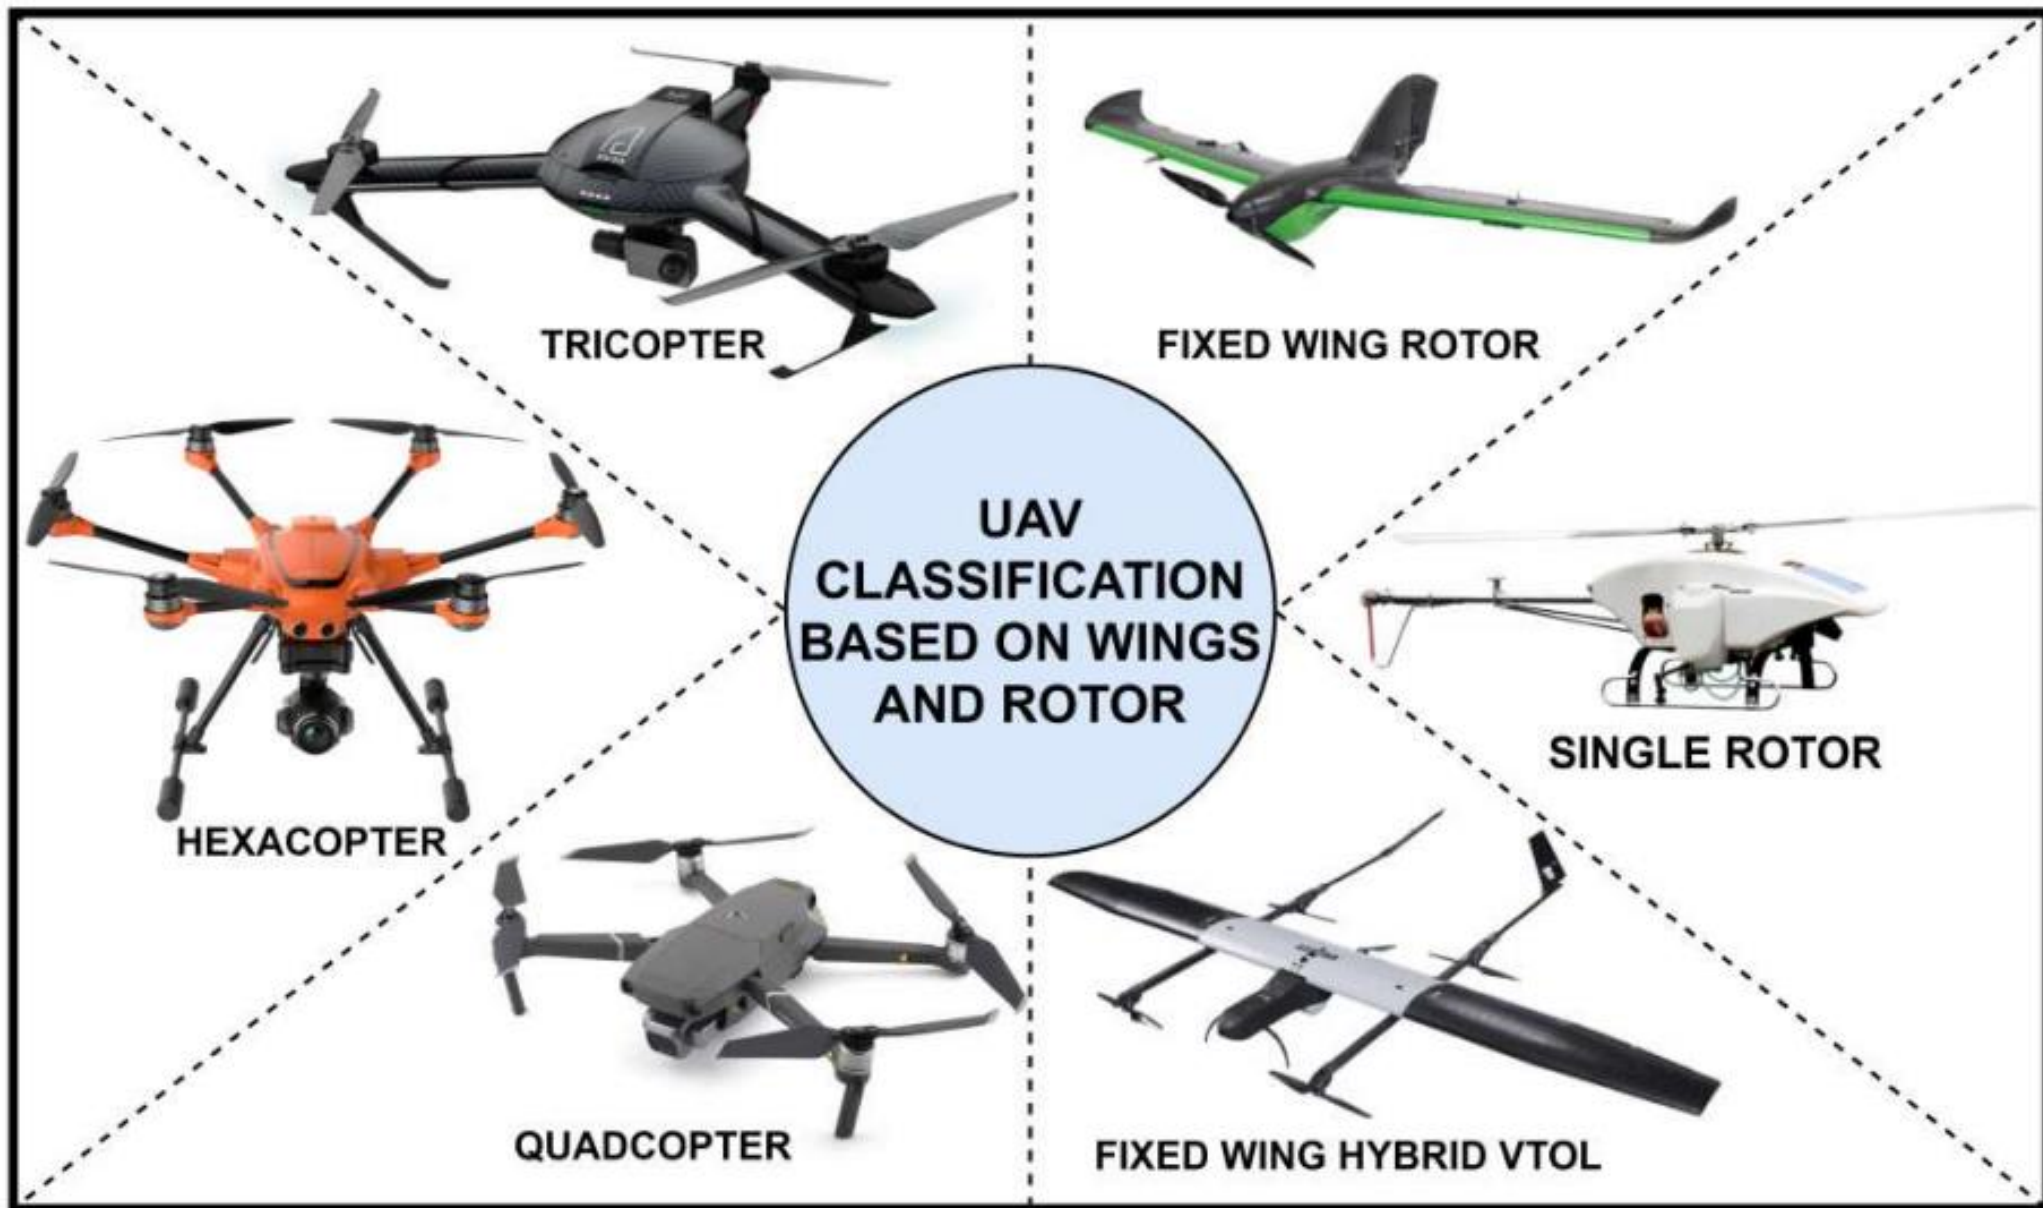 TRICOPTER
FIXED WING ROTOR
UAV
CLASSIFICATION
BASED ON WINGS
AND ROTOR
SINGLE ROTOR
HEXACOPTER
QUADCOPTER
FIXED WING HYBRID VTOL